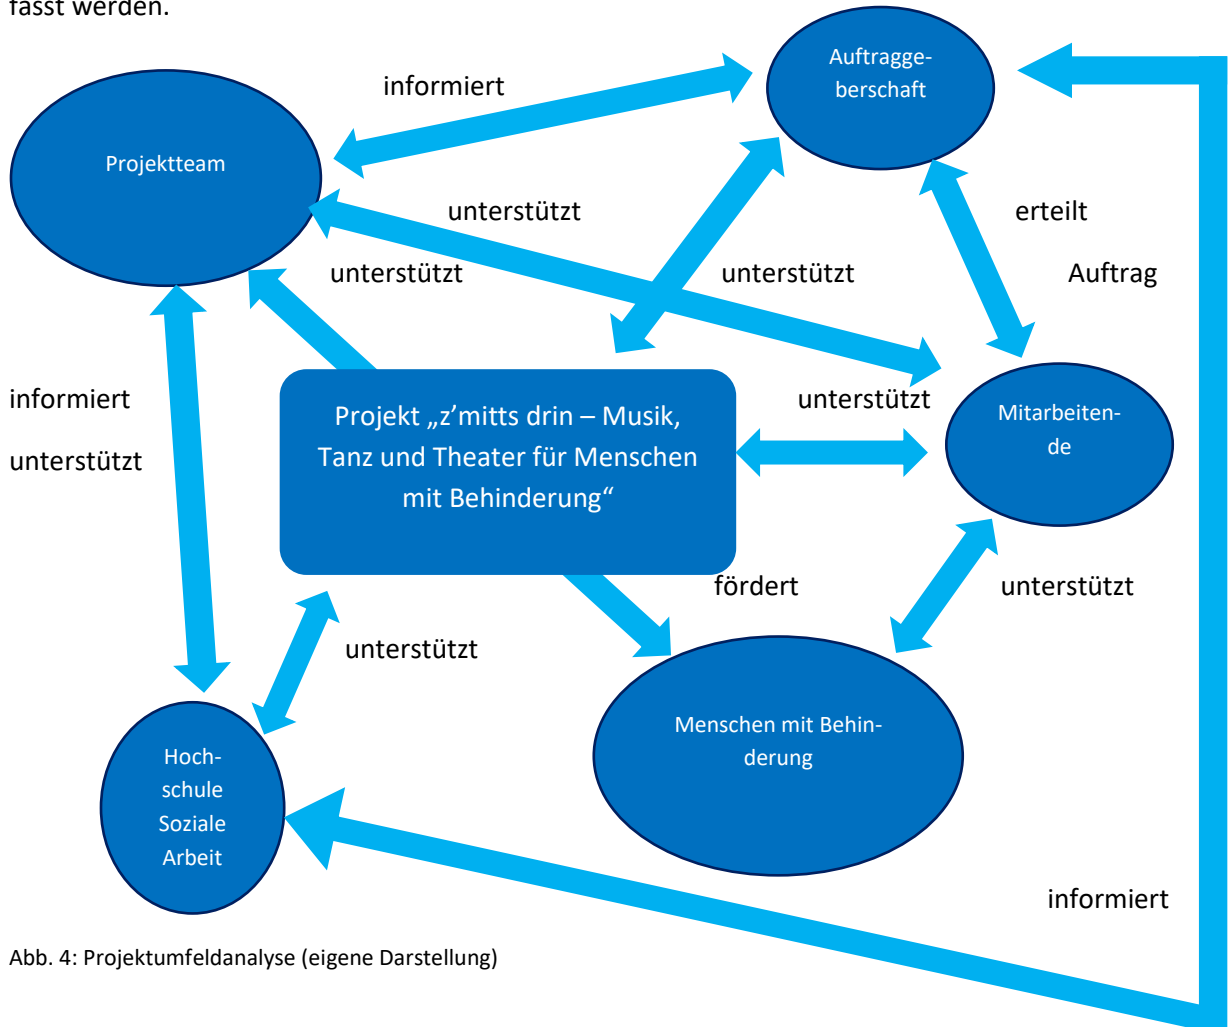 fasst werden.
Auftragge-
berschaft
informiert
Projektteam
unterstützt
erteilt
unterstützt
unterstützt
Auftrag
informiert
unterstützt
unterstützt
Projekt „z’mitts drin – Musik,
Tanz und Theater für Menschen
mit Behinderung“
Mitarbeiten-
de
fördert
unterstützt
unterstützt
Menschen mit Behin-
derung
Hoch-
schule
Soziale
Arbeit
informiert
Abb. 4: Projektumfeldanalyse (eigene Darstellung)